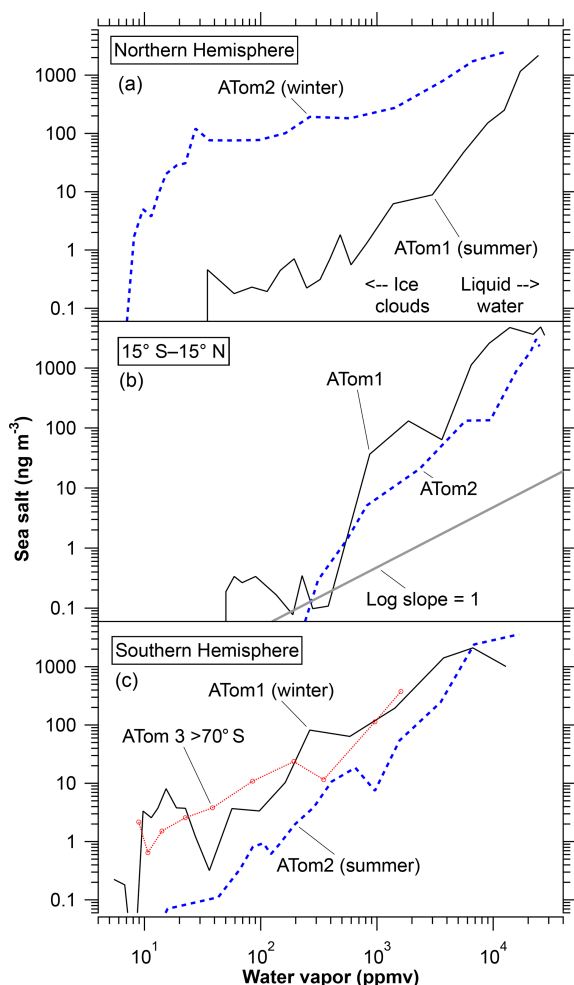 Northern Hemisphere
(a)
ATom2 (winter)
ATom1 (summer)
<-- Ice
clouds
Liquid -->
water
1000
100
10
1
0.1
15° S–15° N
(b)
ATom1
ATom2
Log slope = 1
1000
100
10
1
0.1
Sea salt (ng m-3)
Southern Hemisphere
(c)
ATom1 (winter)
ATom 3 >70° S
ATom2 (summer)
1000
100
10
1
0.1
10¹ 10² 10³ 10⁴
Water vapor (ppmv)